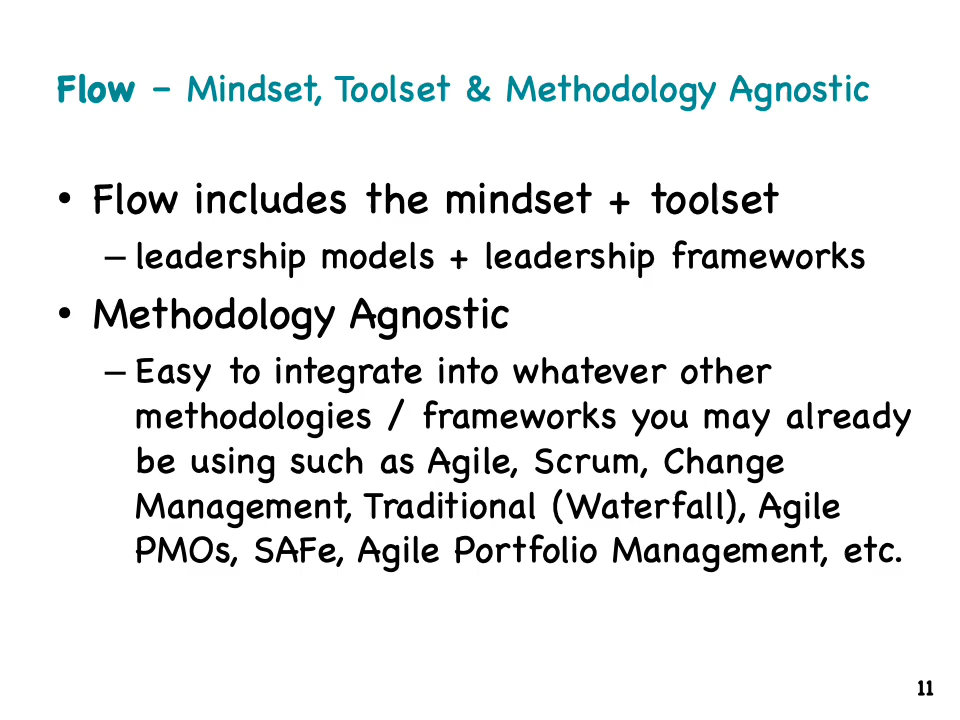 Flow – Mindset, Toolset & Methodology Agnostic
• Flow includes the mindset + toolset
– leadership models + leadership frameworks
• Methodology Agnostic
– Easy to integrate into whatever other
methodologies / frameworks you may already
be using such as Agile, Scrum, Change
Management, Traditional (Waterfall), Agile
PMOs, SAFe, Agile Portfolio Management, etc.
11